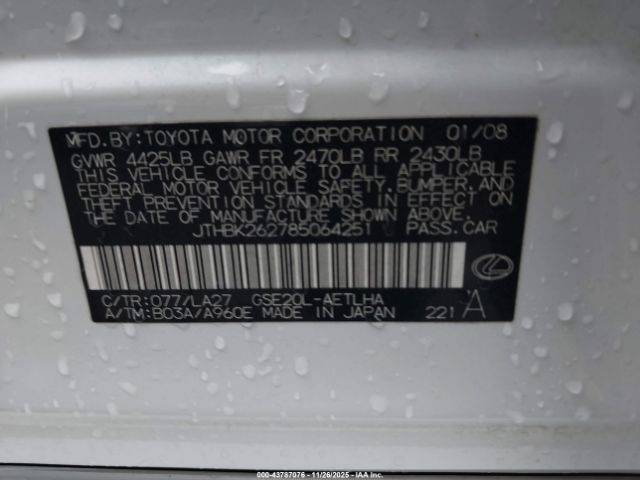 MFD. BY: TOYOTA MOTOR CORPORATION 01/08
GVWR 4425LB GAWR FR 2470LB RR 2430LB
THIS VEHICLE CONFORMS TO ALL APPLICABLE
FEDERAL MOTOR VEHICLE SAFETY, BUMPER, AND
THEFT PREVENTION STANDARDS IN EFFECT ON
THE DATE OF MANUFACTURE SHOWN ABOVE.
JTHBK262785064251 PASS. CAR
C/TR: 077/LA27 GSE20L-AETLHA
A/TM: B03A/A960E MADE IN JAPAN 221 A
000-43787076 - 11/26/2025 - IAA Inc.